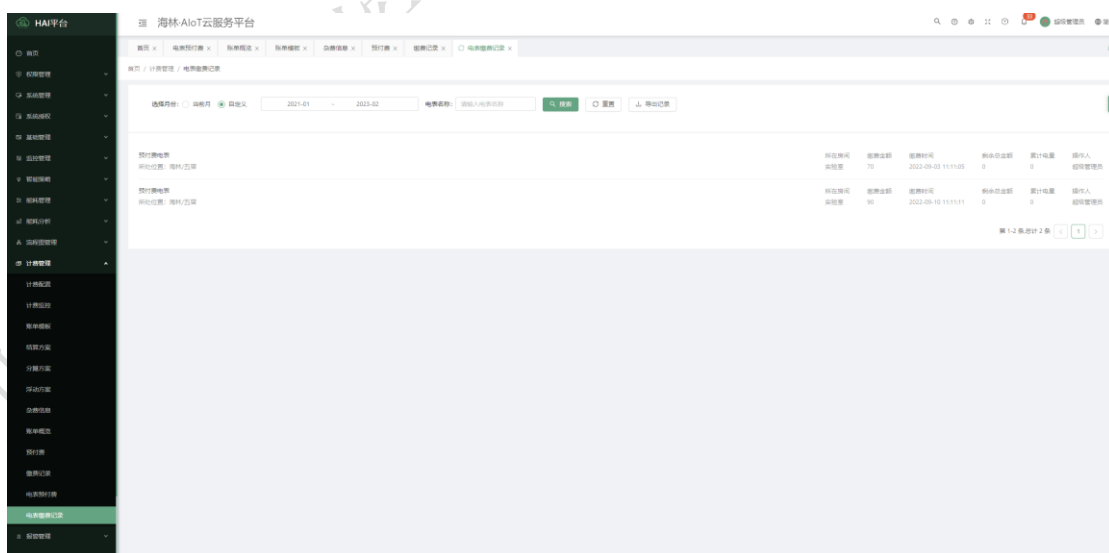 HAI平台
海林·AIoT云服务平台
超级管理员
首页
权限管理
系统管理
系统授权
基础管理
监控管理
智能策略
能耗管理
能耗分析
流程图管理
计费管理
计费配置
计费监控
账单模板
结算方案
分摊方案
浮动方案
杂费信息
账单概览
预付费
缴费记录
电表预付费
电表缴费记录
报警管理
首页 × 电表预付费 × 账单概览 × 账单模板 × 杂费信息 × 预付费 × 缴费记录 × 电表缴费记录 ×
首页 / 计费管理 / 电表缴费记录
选择月份: 当前月 自定义 2021-01 ~ 2023-02 电表名称: 请输入电表名称 搜索 重置 导出记录
预付费电表 所在房间 缴费金额 缴费时间 剩余总金额 累计电量 操作人
所处位置: 海林/五层 实验室 70 2022-09-03 11:11:05 0 0 超级管理员
预付费电表 所在房间 缴费金额 缴费时间 剩余总金额 累计电量 操作人
所处位置: 海林/五层 实验室 90 2022-09-10 11:11:11 0 0 超级管理员
第 1-2 条,总计 2 条 < 1 >